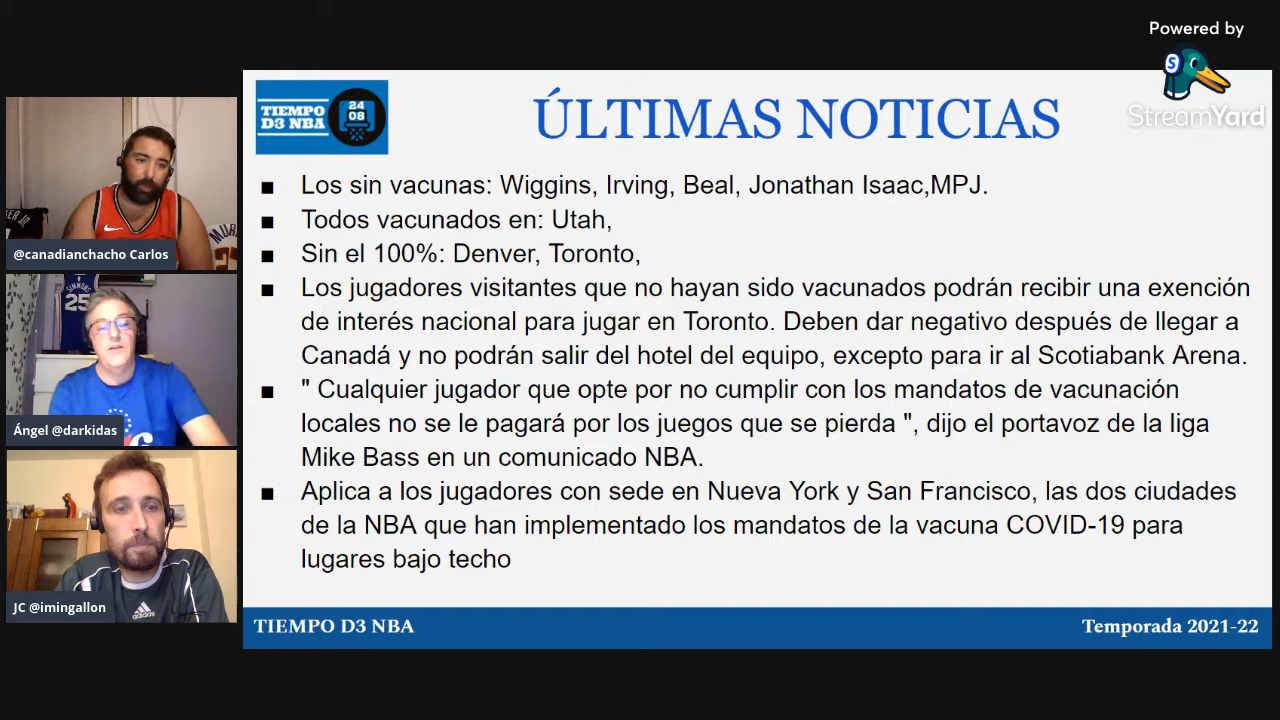 Powered by
S
StreamYard
TIEMPO
D3 NBA
24
08
ÚLTIMAS NOTICIAS
■ Los sin vacunas: Wiggins, Irving, Beal, Jonathan Isaac,MPJ.
■ Todos vacunados en: Utah,
■ Sin el 100%: Denver, Toronto,
■ Los jugadores visitantes que no hayan sido vacunados podrán recibir una exención
de interés nacional para jugar en Toronto. Deben dar negativo después de llegar a
Canadá y no podrán salir del hotel del equipo, excepto para ir al Scotiabank Arena.
■ " Cualquier jugador que opte por no cumplir con los mandatos de vacunación
locales no se le pagará por los juegos que se pierda ", dijo el portavoz de la liga
Mike Bass en un comunicado NBA.
■ Aplica a los jugadores con sede en Nueva York y San Francisco, las dos ciudades
de la NBA que han implementado los mandatos de la vacuna COVID-19 para
lugares bajo techo
TIEMPO D3 NBA
Temporada 2021-22
@canadianchacho Carlos
SIMMONS
25
Ángel @darkidas
adidas
JC @imingallon